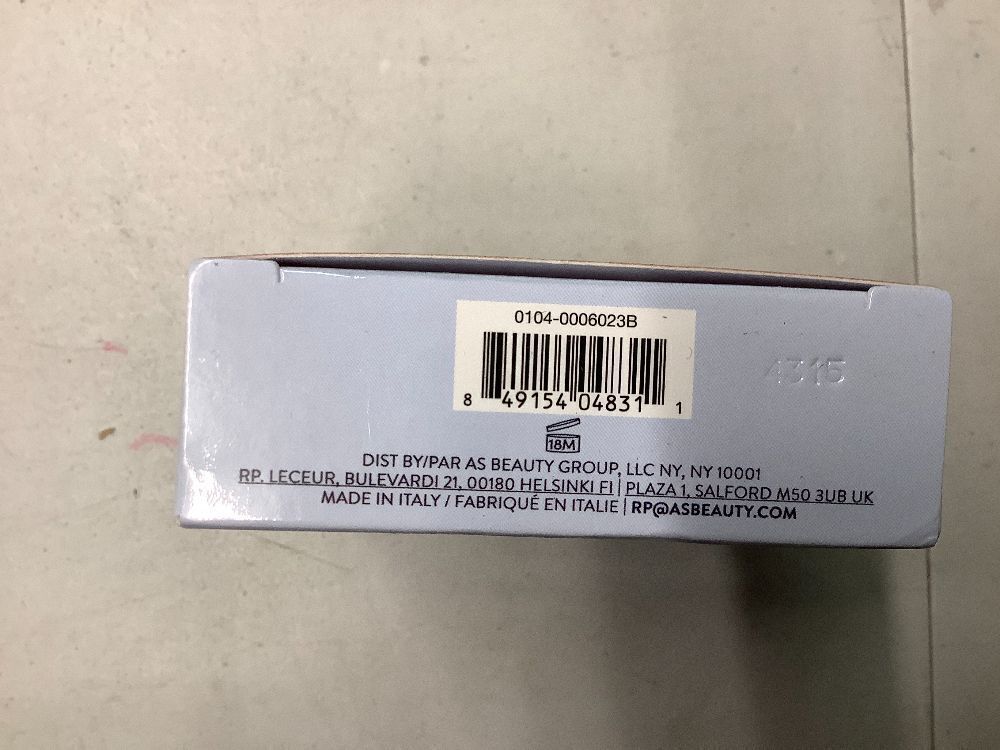 0104-0006023B
8 49154 04831 1
4315
18M
DIST BY/PAR AS BEAUTY GROUP, LLC NY, NY 10001
RP. LECEUR, BULEVARDI 21, 00180 HELSINKI FI | PLAZA 1, SALFORD M50 3UB UK
MADE IN ITALY / FABRIQUÉ EN ITALIE | RP@ASBEAUTY.COM